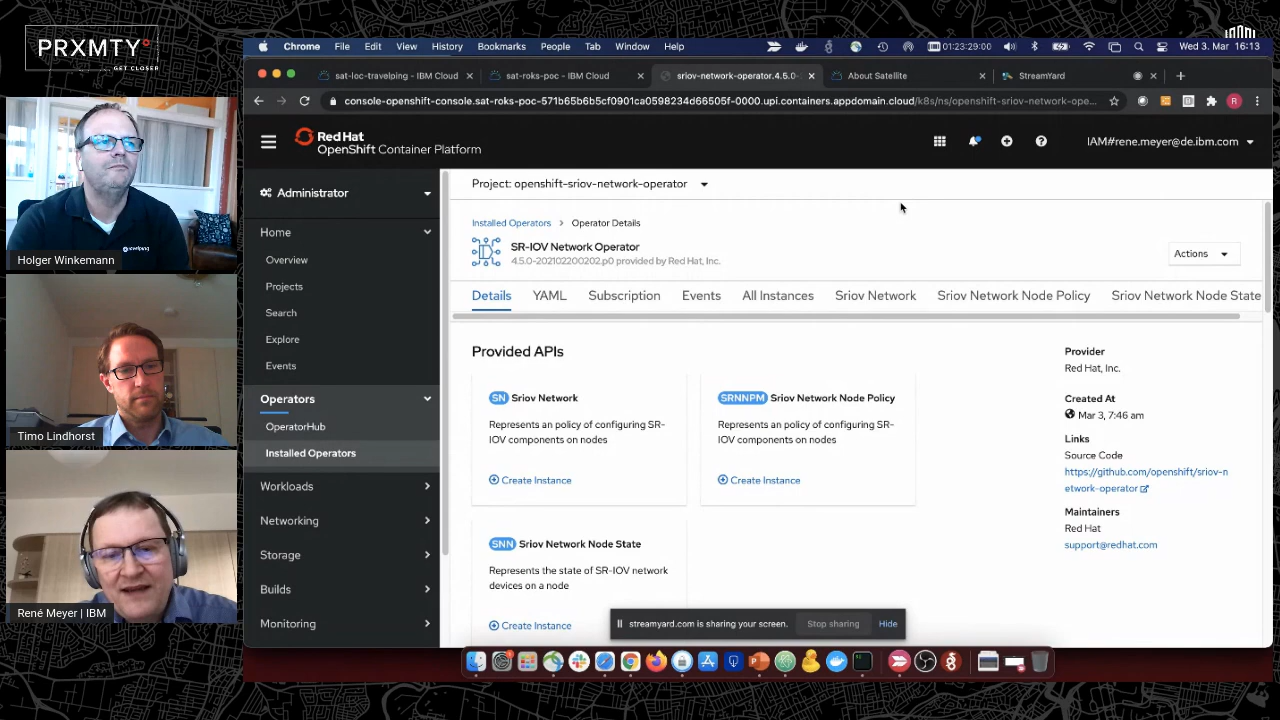 PRXMTY°
GET CLOSER
Holger Winkemann
Timo Lindhorst
René Meyer | IBM
Chrome File Edit View History Bookmarks People Tab Window Help 01:23:29:00 Wed 3. Mar 16:13
sat-loc-travelping - IBM Cloud
sat-roks-poc - IBM Cloud
sriov-network-operator.4.5.0-
About Satellite
StreamYard
console-openshift-console.sat-roks-poc-571b65b6b5cf0901ca0598234d66505f-0000.upi.containers.appdomain.cloud/k8s/ns/openshift-sriov-network-ope...
R
Red Hat
OpenShift Container Platform
IAM#rene.meyer@de.ibm.com
Administrator
Home
Overview
Projects
Search
Explore
Events
Operators
OperatorHub
Installed Operators
Workloads
Networking
Storage
Builds
Monitoring
Project: openshift-sriov-network-operator
Installed Operators > Operator Details
SR-IOV Network Operator
4.5.0-202102200202.p0 provided by Red Hat, Inc.
Actions
Details YAML Subscription Events All Instances Sriov Network Sriov Network Node Policy Sriov Network Node State
Provided APIs
SN Sriov Network
Represents an policy of configuring SR-
IOV components on nodes
Create Instance
SRNNPM Sriov Network Node Policy
Represents an policy of configuring SR-
IOV components on nodes
Create Instance
SNN Sriov Network Node State
Represents the state of SR-IOV network
devices on a node
Create Instance
Provider
Red Hat, Inc.
Created At
Mar 3, 7:46 am
Links
Source Code
https://github.com/openshift/sriov-n
etwork-operator
Maintainers
Red Hat
support@redhat.com
streamyard.com is sharing your screen. Stop sharing Hide